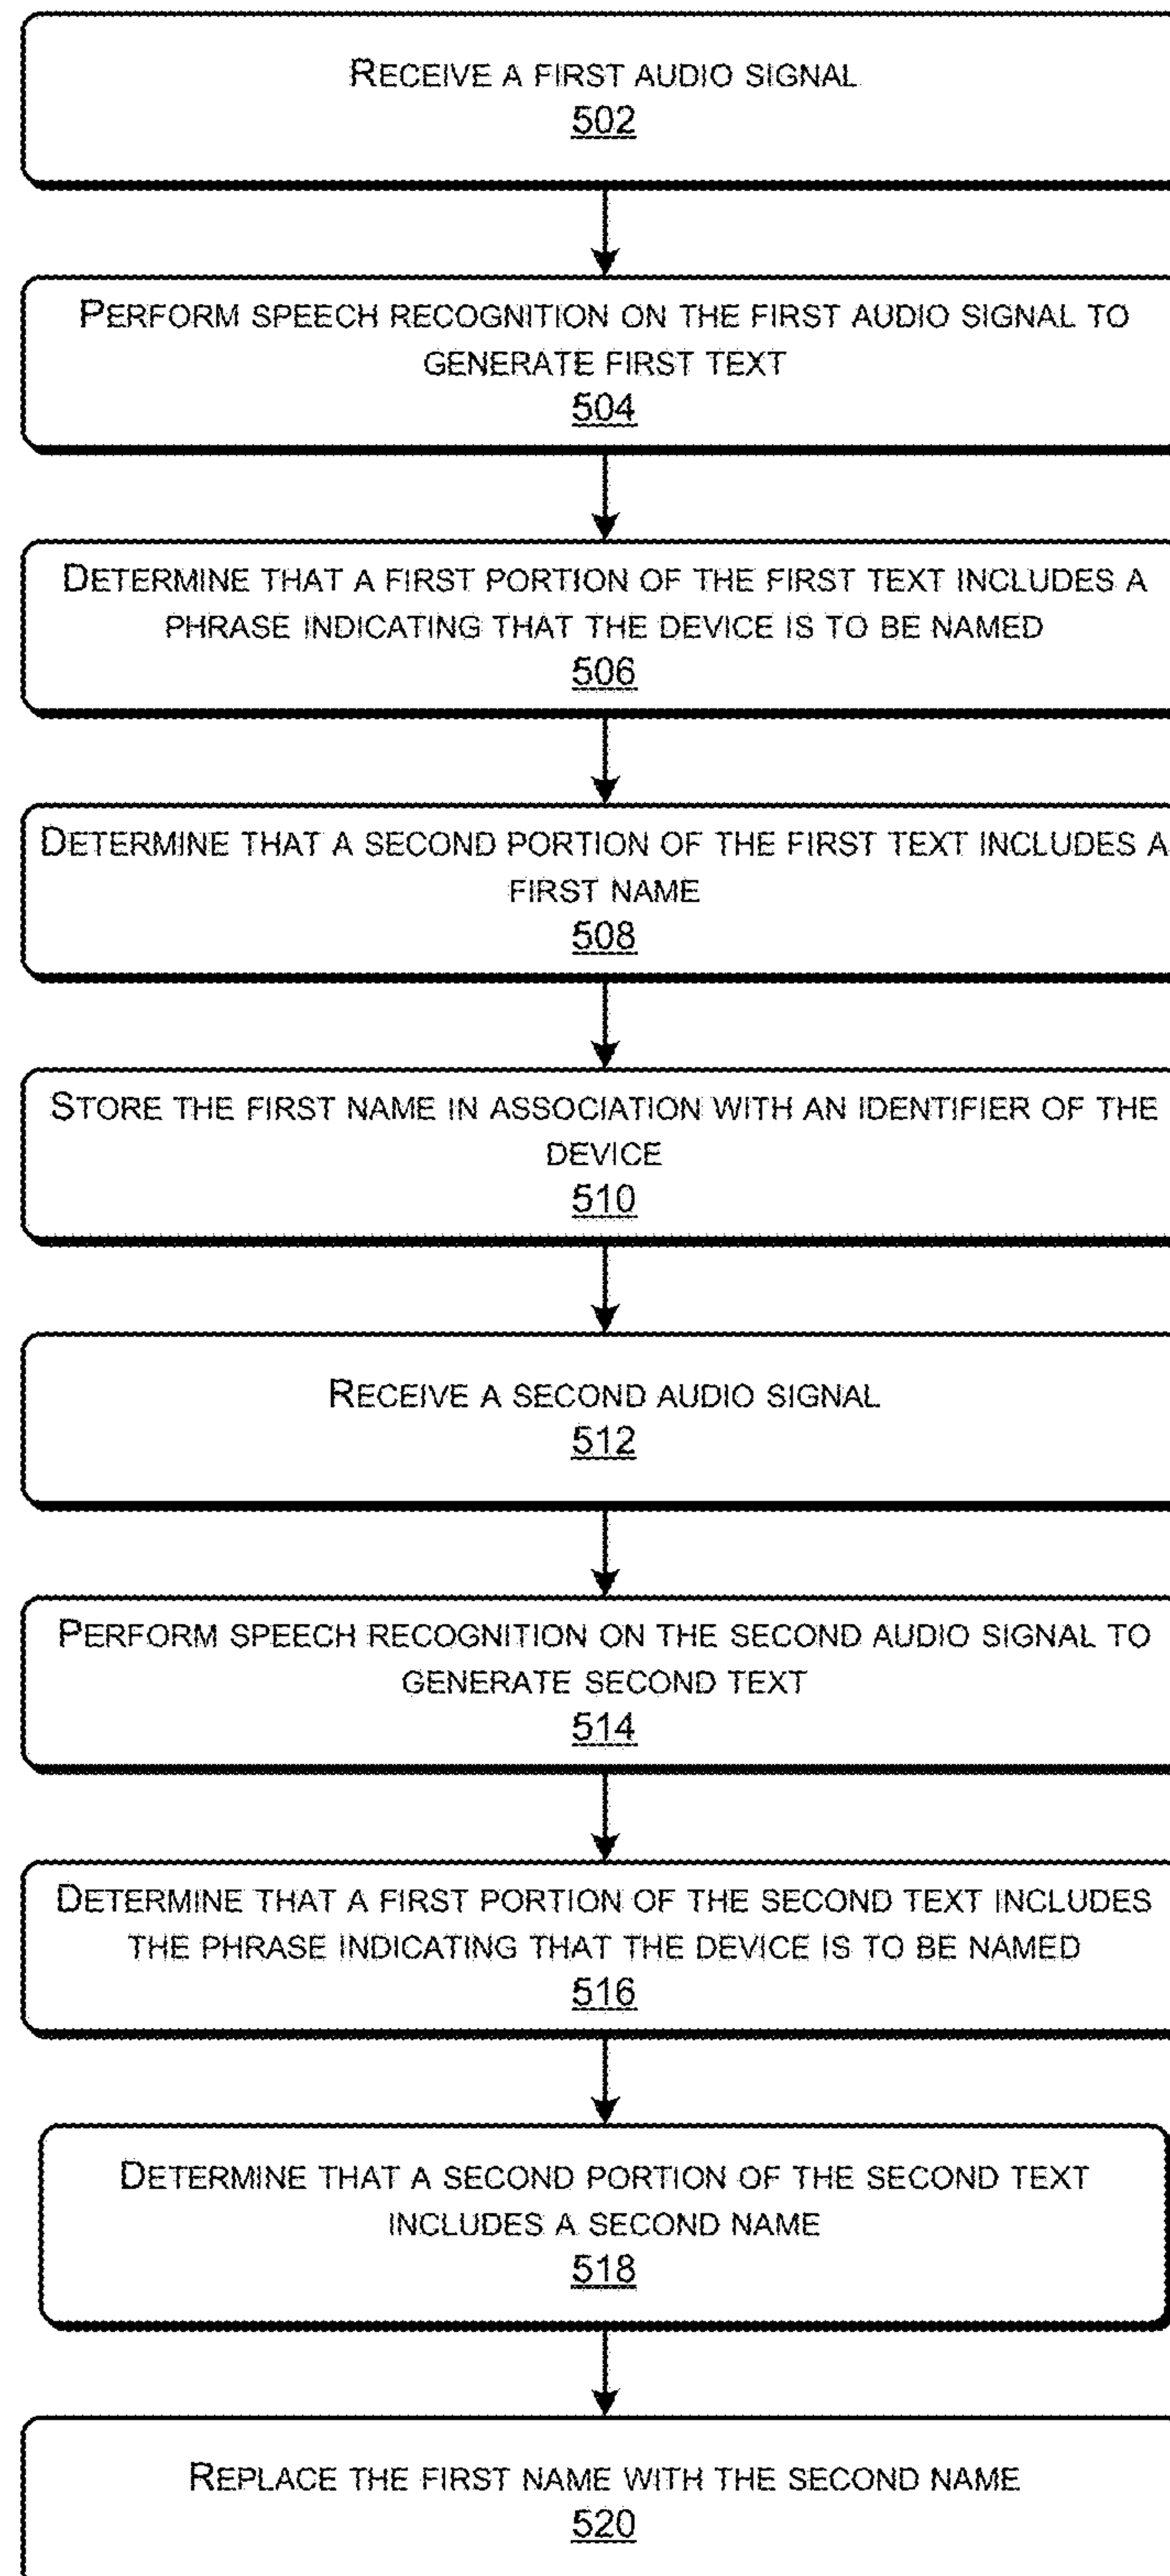 RECEIVE A FIRST AUDIO SIGNAL
502
PERFORM SPEECH RECOGNITION ON THE FIRST AUDIO SIGNAL TO
GENERATE FIRST TEXT
504
DETERMINE THAT A FIRST PORTION OF THE FIRST TEXT INCLUDES A
PHRASE INDICATING THAT THE DEVICE IS TO BE NAMED
506
DETERMINE THAT A SECOND PORTION OF THE FIRST TEXT INCLUDES A
FIRST NAME
508
STORE THE FIRST NAME IN ASSOCIATION WITH AN IDENTIFIER OF THE
DEVICE
510
RECEIVE A SECOND AUDIO SIGNAL
512
PERFORM SPEECH RECOGNITION ON THE SECOND AUDIO SIGNAL TO
GENERATE SECOND TEXT
514
DETERMINE THAT A FIRST PORTION OF THE SECOND TEXT INCLUDES
THE PHRASE INDICATING THAT THE DEVICE IS TO BE NAMED
516
DETERMINE THAT A SECOND PORTION OF THE SECOND TEXT
INCLUDES A SECOND NAME
518
REPLACE THE FIRST NAME WITH THE SECOND NAME
520